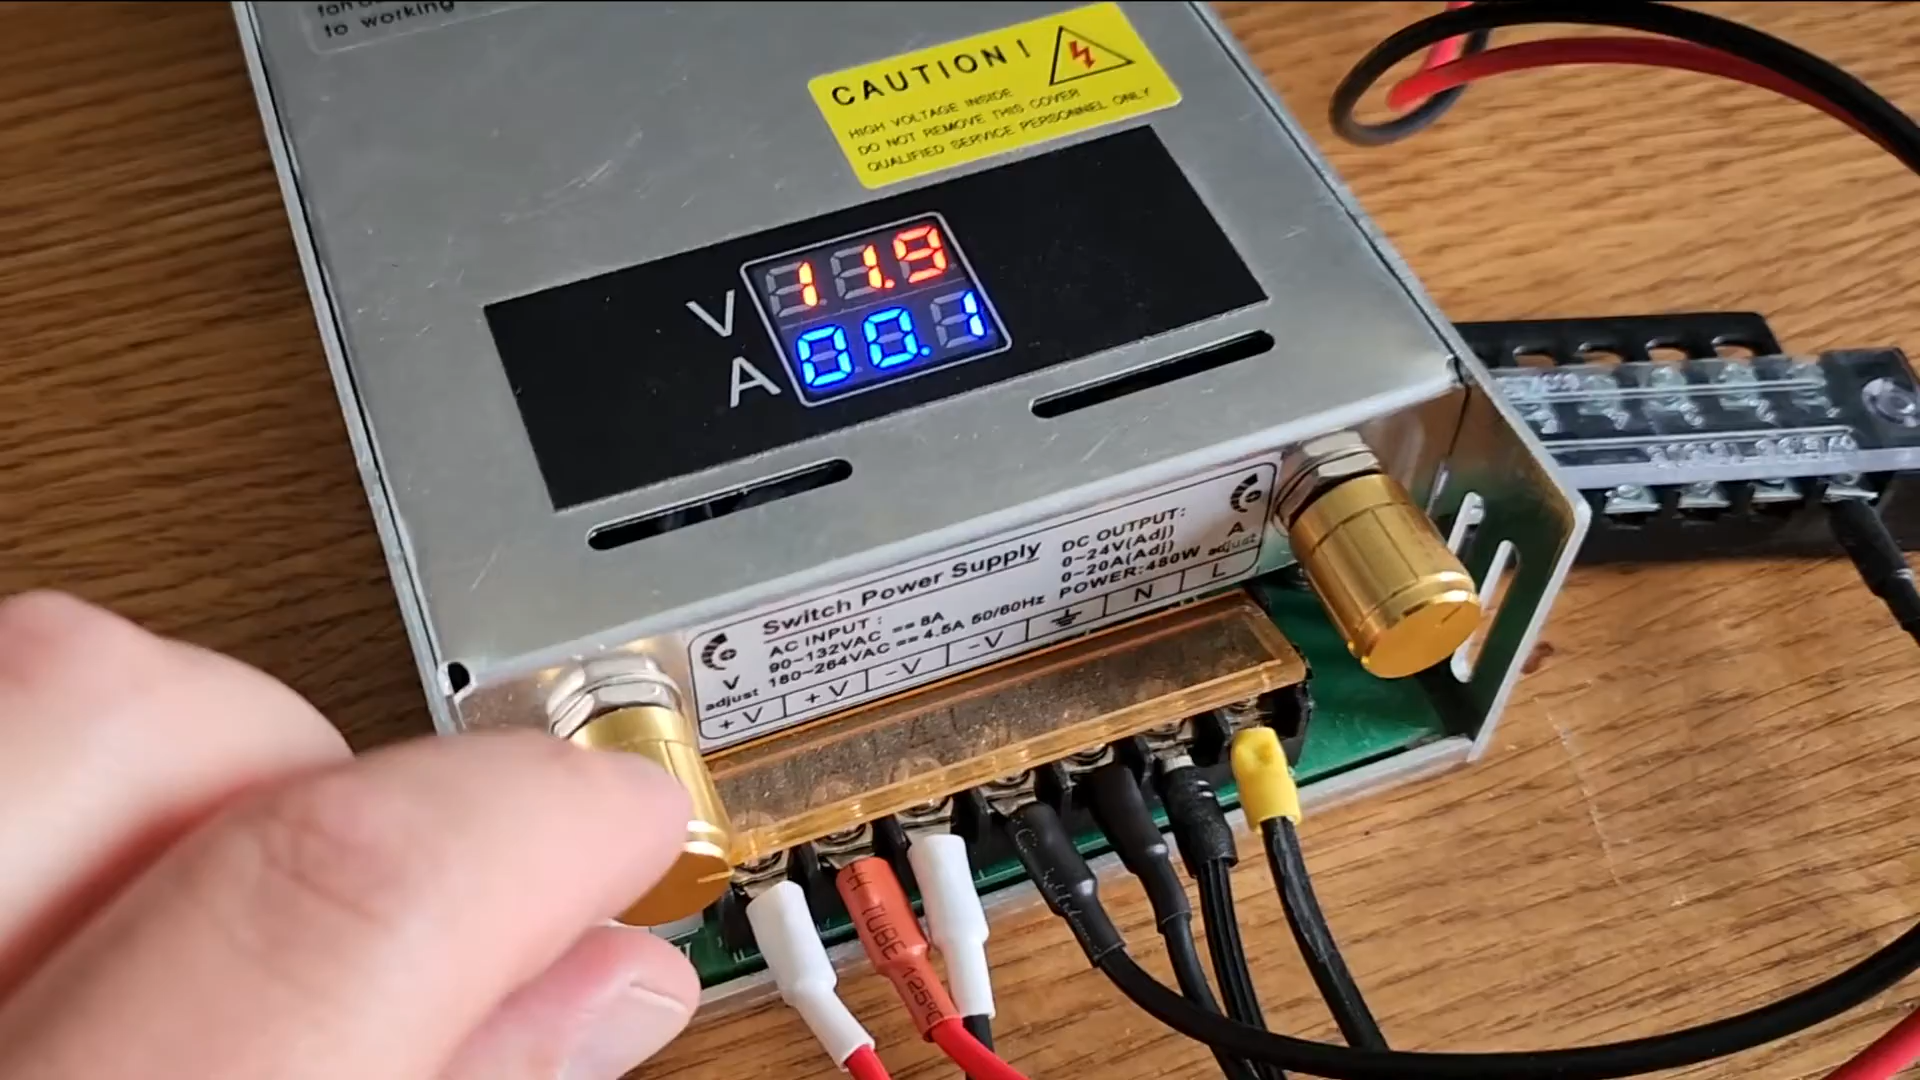 to working
CAUTION!
HIGH VOLTAGE INSIDE
DO NOT REMOVE THIS COVER
QUALIFIED SERVICE PERSONNEL ONLY
V 11.9
A 00.1
Switch Power Supply
AC INPUT :
90~132VAC == 8A
180~264VAC == 4.5A 50/60Hz
DC OUTPUT:
0~24V(Adj)
0~20A(Adj)
POWER:480W
V
adjust
A
adjust
+V +V -V -V N L
TUBE 125°C